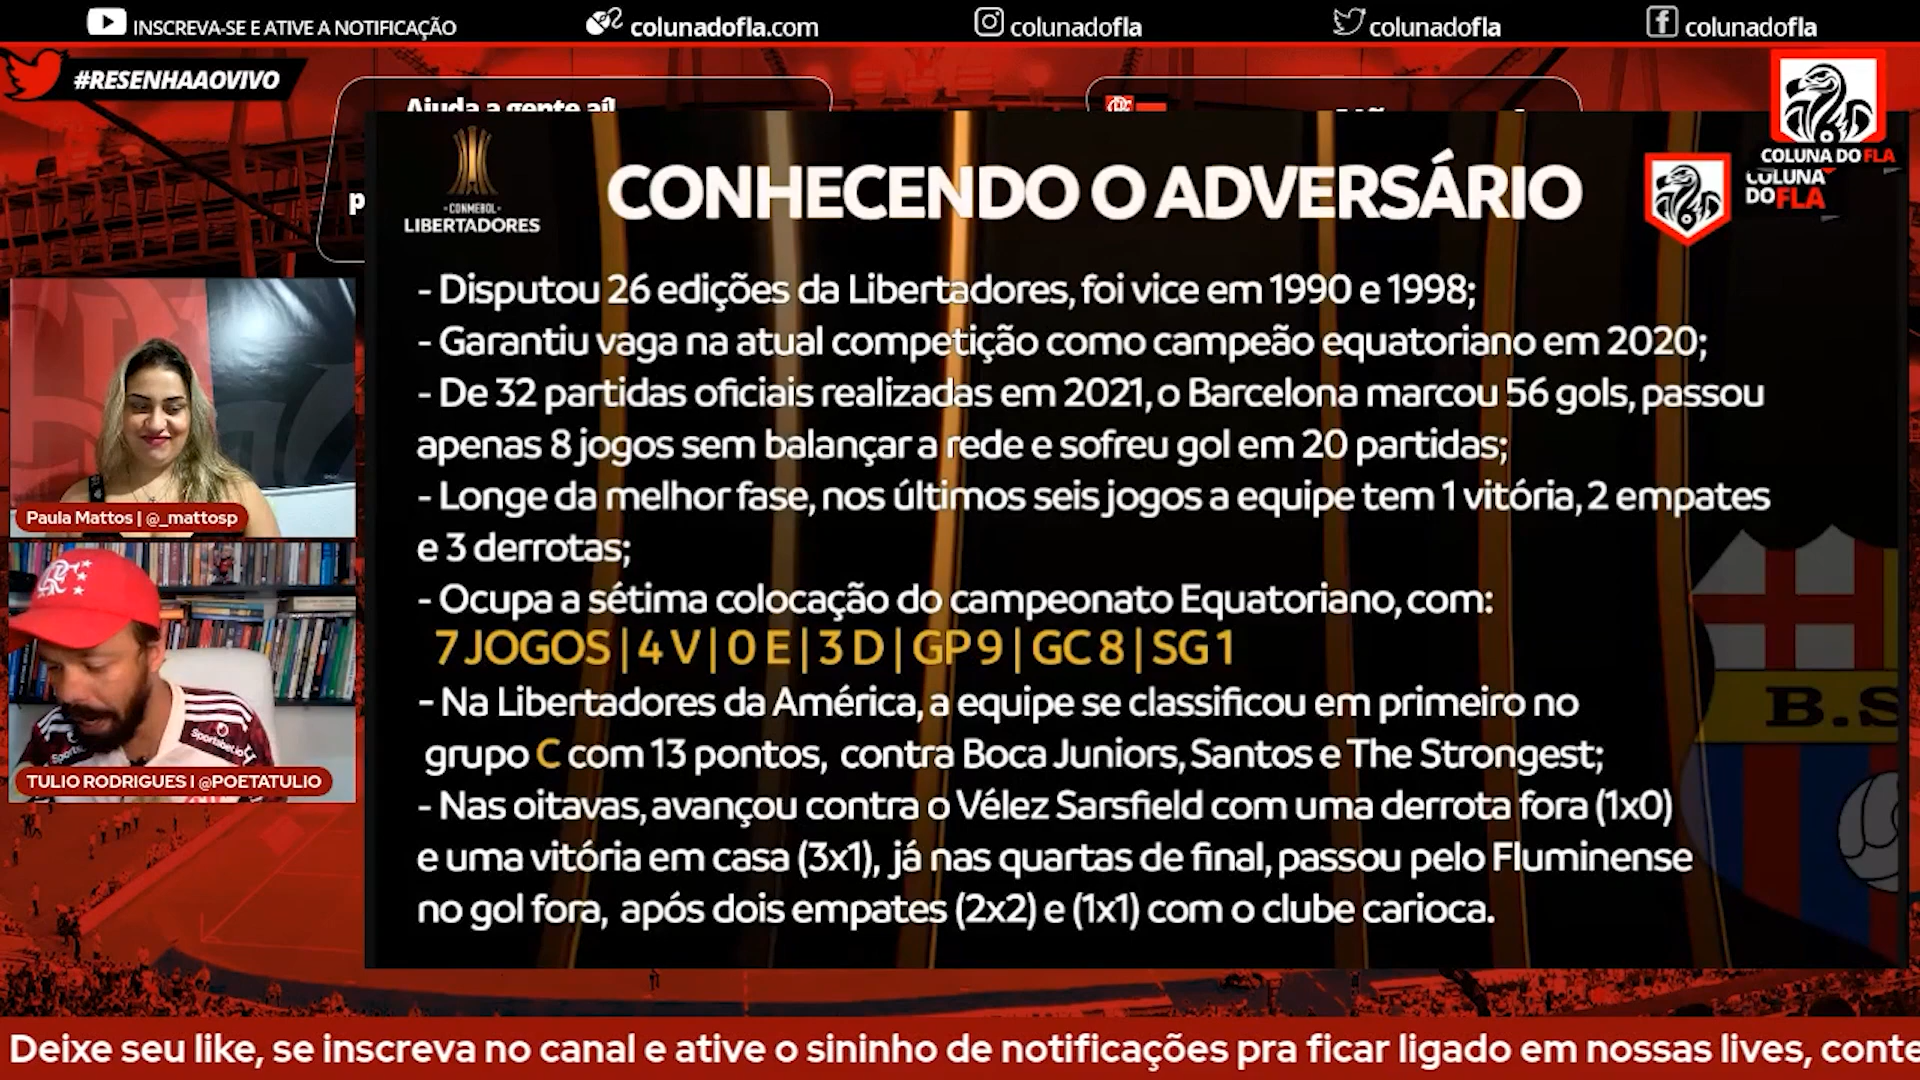 INSCREVA-SE E ATIVE A NOTIFICAÇÃO
colunadofla.com
colunadofla
colunadofla
colunadofla
#RESENHAAOVIVO
Ajuda a gente aí!
COLUNA DO FLA
CONMEBOL
LIBERTADORES
CONHECENDO O ADVERSÁRIO
COLUNA
DO FLA
- Disputou 26 edições da Libertadores, foi vice em 1990 e 1998;
- Garantiu vaga na atual competição como campeão equatoriano em 2020;
- De 32 partidas oficiais realizadas em 2021, o Barcelona marcou 56 gols, passou
apenas 8 jogos sem balançar a rede e sofreu gol em 20 partidas;
- Longe da melhor fase, nos últimos seis jogos a equipe tem 1 vitória, 2 empates
e 3 derrotas;
- Ocupa a sétima colocação do campeonato Equatoriano, com:
7 JOGOS | 4 V | 0 E | 3 D | GP 9 | GC 8 | SG 1
- Na Libertadores da América, a equipe se classificou em primeiro no
grupo C com 13 pontos, contra Boca Juniors, Santos e The Strongest;
- Nas oitavas, avançou contra o Vélez Sarsfield com uma derrota fora (1x0)
e uma vitória em casa (3x1), já nas quartas de final, passou pelo Fluminense
no gol fora, após dois empates (2x2) e (1x1) com o clube carioca.
B.S
Paula Mattos | @_mattosp
Sportsbet.io
TULIO RODRIGUES I @POETATULIO
Deixe seu like, se inscreva no canal e ative o sininho de notificações pra ficar ligado em nossas lives, conte